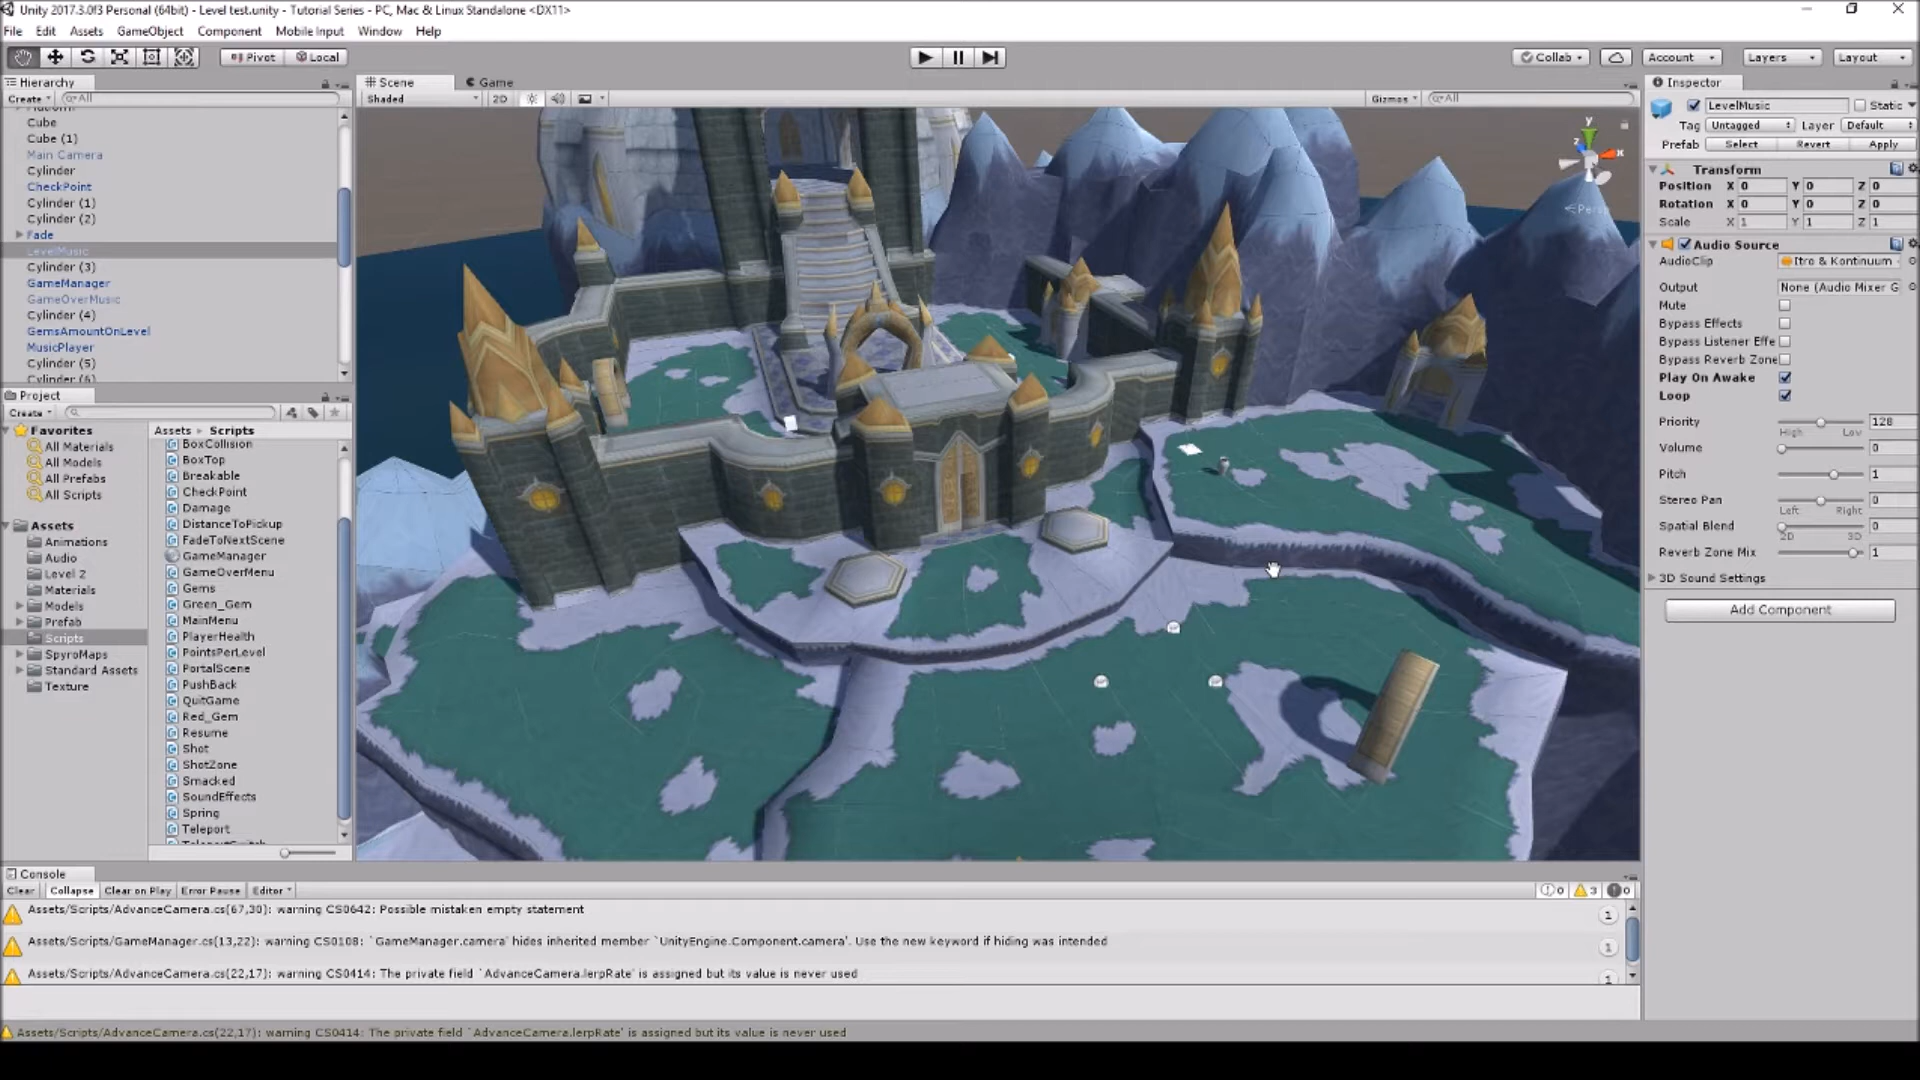 Unity 2017.3.0f3 Personal (64bit) - Level test.unity - Tutorial Series - PC, Mac & Linux Standalone <DX11>
File Edit Assets GameObject Component Mobile Input Window Help
Pivot Local
Collab Account Layers Layout
Hierarchy
Create All
Cube
Cube (1)
Main Camera
Cylinder
CheckPoint
Cylinder (1)
Cylinder (2)
Fade
LevelMusic
Cylinder (3)
GameManager
GameOverMusic
Cylinder (4)
GemsAmountOnLevel
MusicPlayer
Cylinder (5)
Cylinder (6)
Project
Create
Favorites
All Materials
All Models
All Prefabs
All Scripts
Assets
Animations
Audio
Level 2
Materials
Models
Prefab
Scripts
SpyroMaps
Standard Assets
Texture
Assets Scripts
BoxCollision
BoxTop
Breakable
CheckPoint
Damage
DistanceToPickup
FadeToNextScene
GameManager
GameOverMenu
Gems
Green_Gem
MainMenu
PlayerHealth
PointsPerLevel
PortalScene
PushBack
QuitGame
Red_Gem
Resume
Shot
ShotZone
Smacked
SoundEffects
Spring
Teleport
Scene Game
Shaded 2D Gizmos All
y
z x
Persp
Inspector
LevelMusic Static
Tag Untagged Layer Default
Prefab Select Revert Apply
Transform
Position X 0 Y 0 Z 0
Rotation X 0 Y 0 Z 0
Scale X 1 Y 1 Z 1
Audio Source
AudioClip Itro & Kontinuum
Output None (Audio Mixer G
Mute
Bypass Effects
Bypass Listener Effe
Bypass Reverb Zone
Play On Awake
Loop
Priority 128
High Low
Volume 0
Pitch 1
Stereo Pan 0
Left Right
Spatial Blend 0
2D 3D
Reverb Zone Mix 1
3D Sound Settings
Add Component
Console
Clear Collapse Clear on Play Error Pause Editor 0 3 0
Assets/Scripts/AdvanceCamera.cs(67,30): warning CS0642: Possible mistaken empty statement 1
Assets/Scripts/GameManager.cs(13,22): warning CS0108: `GameManager.camera' hides inherited member `UnityEngine.Component.camera'. Use the new keyword if hiding was intended 1
Assets/Scripts/AdvanceCamera.cs(22,17): warning CS0414: The private field `AdvanceCamera.lerpRate' is assigned but its value is never used 1
Assets/Scripts/AdvanceCamera.cs(22,17): warning CS0414: The private field `AdvanceCamera.lerpRate' is assigned but its value is never used